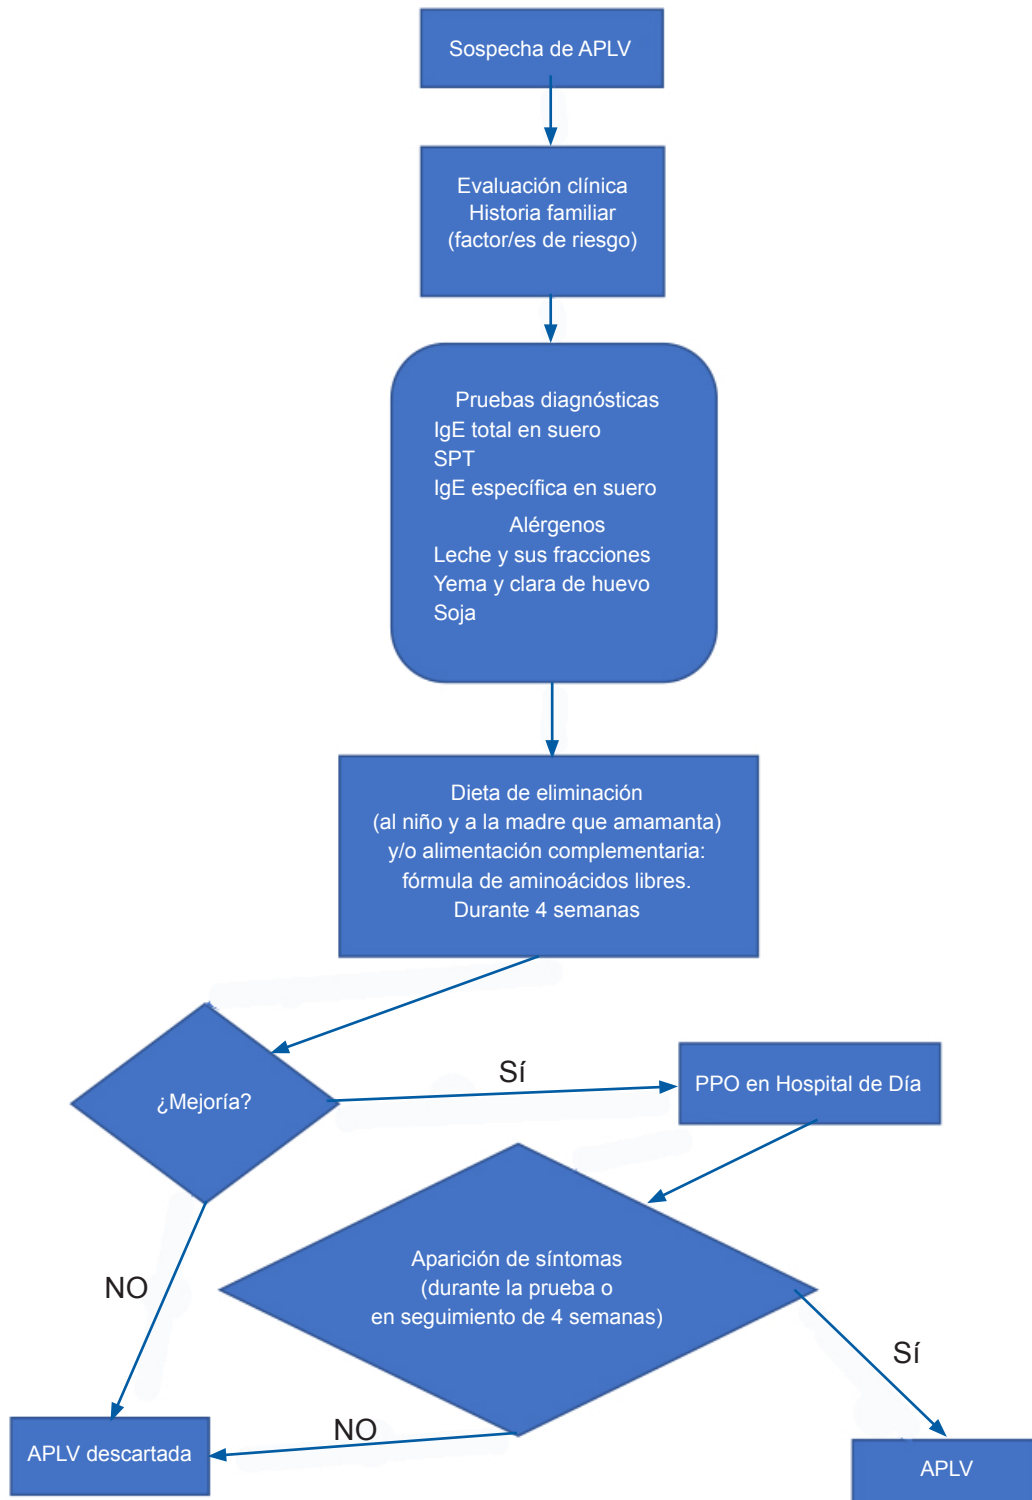 Sospecha de APLV
Evaluación clínica
Historia familiar
(factor/es de riesgo)
Pruebas diagnósticas
IgE total en suero
SPT
IgE específica en suero
Alérgenos
Leche y sus fracciones
Yema y clara de huevo
Soja
Dieta de eliminación
(al niño y a la madre que amamanta)
y/o alimentación complementaria:
fórmula de aminoácidos libres.
Durante 4 semanas
¿Mejoría?
Sí
PPO en Hospital de Día
Aparición de síntomas
(durante la prueba o
en seguimiento de 4 semanas)
NO
Sí
NO
APLV descartada
APLV